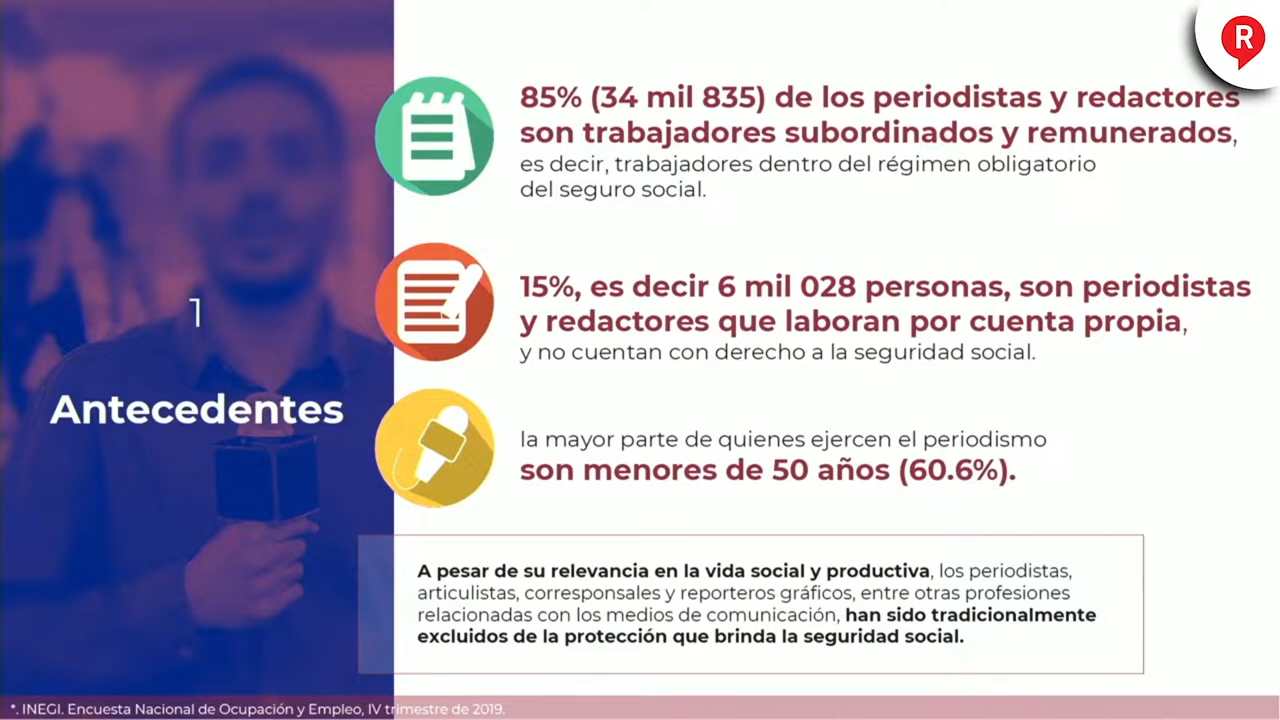 R
85% (34 mil 835) de los periodistas y redactores
son trabajadores subordinados y remunerados,
es decir, trabajadores dentro del régimen obligatorio
del seguro social.
15%, es decir 6 mil 028 personas, son periodistas
y redactores que laboran por cuenta propia,
y no cuentan con derecho a la seguridad social.
1
Antecedentes
la mayor parte de quienes ejercen el periodismo
son menores de 50 años (60.6%).
A pesar de su relevancia en la vida social y productiva, los periodistas,
articulistas, corresponsales y reporteros gráficos, entre otras profesiones
relacionadas con los medios de comunicación, han sido tradicionalmente
excluidos de la protección que brinda la seguridad social.
*. INEGI. Encuesta Nacional de Ocupación y Empleo, IV trimestre de 2019.